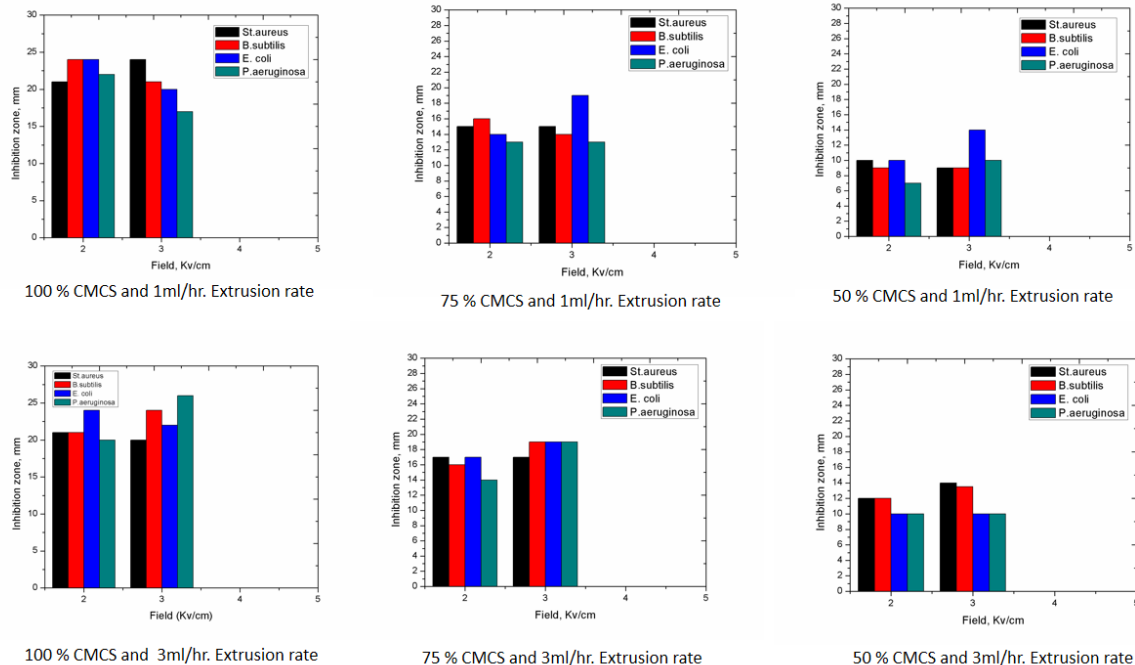 St.aureus
B.subtilis
E. coli
P.aeruginosa
30
25
20
15
10
5
0
Inhibition zone, mm
2 3 4 5
Field, Kv/cm
100 % CMCS and 1ml/hr. Extrusion rate
St.aureus
B.subtilis
E. coli
P.aeruginosa
30
28
26
24
22
20
18
16
14
12
10
8
6
4
2
0
Inhibition zone, mm
2 3 4 5
Field, Kv/cm
75 % CMCS and 1ml/hr. Extrusion rate
St.aureus
B.subtilis
E. coli
P.aeruginosa
30
28
26
24
22
20
18
16
14
12
10
8
6
4
2
0
Inhibition zone, mm
2 3 4 5
Field, Kv/cm
50 % CMCS and 1ml/hr. Extrusion rate
St.aureus
B.subtilis
E. coli
P.aeruginosa
30
25
20
15
10
5
0
Inhibition zone, mm
2 3 4 5
Field (Kv/cm)
100 % CMCS and 3ml/hr. Extrusion rate
St.aureus
B.subtilis
E. coli
P.aeruginosa
30
28
26
24
22
20
18
16
14
12
10
8
6
4
2
0
Inhibition zone, mm
2 3 4 5
Field, Kv/cm
75 % CMCS and 3ml/hr. Extrusion rate
St.aureus
B.subtilis
E. coli
P.aeruginosa
30
28
26
24
22
20
18
16
14
12
10
8
6
4
2
0
Inhibition zone, mm
2 3 4 5
Field, Kv/cm
50 % CMCS and 3ml/hr. Extrusion rate